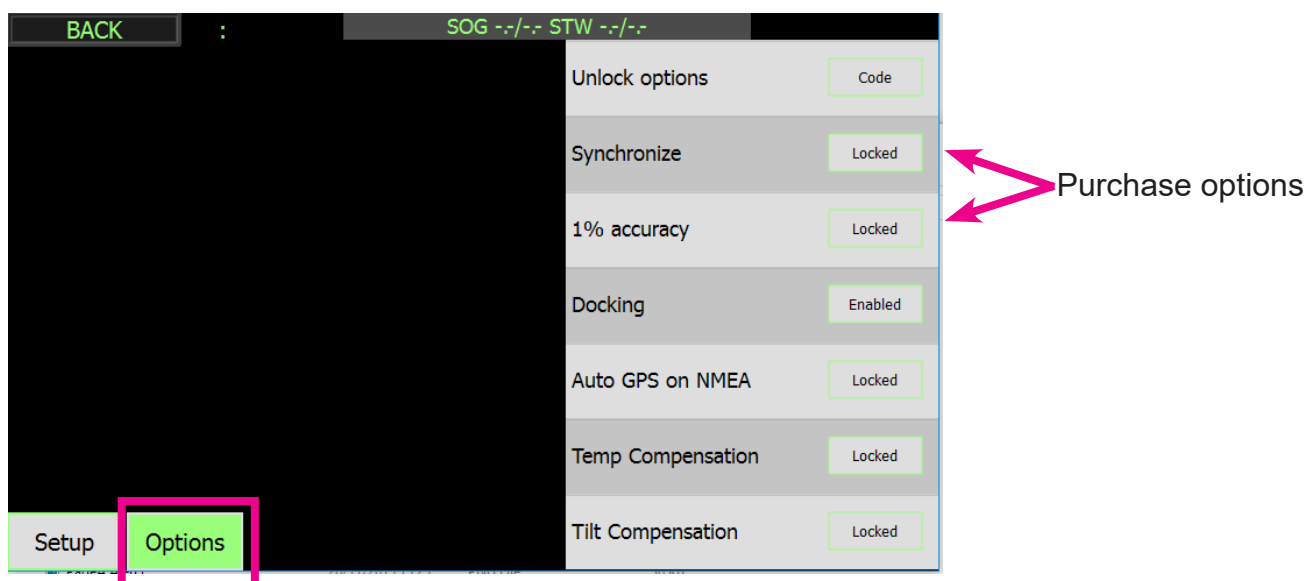 BACK : SOG -.-/-.- STW -.-/-.-
Unlock options Code
Synchronize Locked
Purchase options
1% accuracy Locked
Docking Enabled
Auto GPS on NMEA Locked
Temp Compensation Locked
Tilt Compensation Locked
Setup Options